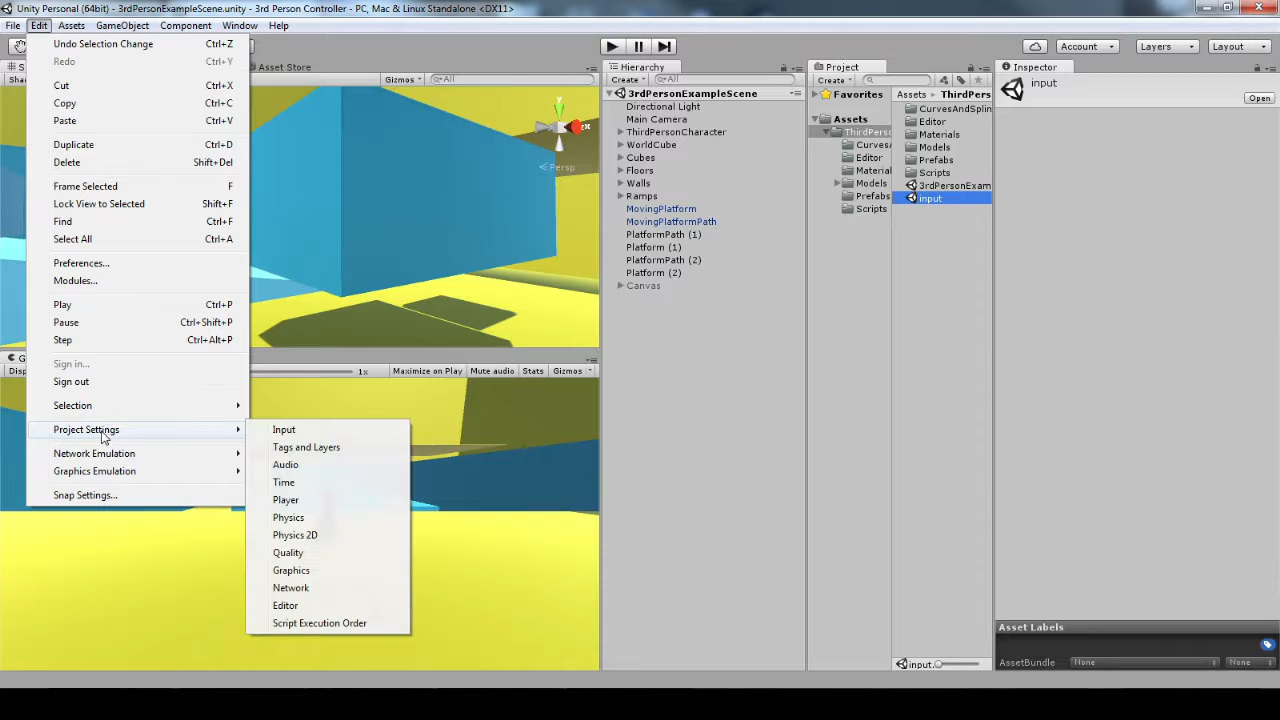 Unity Personal (64bit) - 3rdPersonExampleScene.unity - 3rd Person Controller - PC, Mac & Linux Standalone <DX11>
File Edit Assets GameObject Component Window Help
Account Layers Layout
Undo Selection Change Ctrl+Z
Redo Ctrl+Y
Cut Ctrl+X
Copy Ctrl+C
Paste Ctrl+V
Duplicate Ctrl+D
Delete Shift+Del
Frame Selected F
Lock View to Selected Shift+F
Find Ctrl+F
Select All Ctrl+A
Preferences...
Modules...
Play Ctrl+P
Pause Ctrl+Shift+P
Step Ctrl+Alt+P
Sign in...
Sign out
Selection
Project Settings
Network Emulation
Graphics Emulation
Snap Settings...
Input
Tags and Layers
Audio
Time
Player
Physics
Physics 2D
Quality
Graphics
Network
Editor
Script Execution Order
S
Sha
Asset Store
Gizmos All
Persp
G
Disp
1x Maximize on Play Mute audio Stats Gizmos
Hierarchy
Create All
3rdPersonExampleScene
Directional Light
Main Camera
ThirdPersonCharacter
WorldCube
Cubes
Floors
Walls
Ramps
MovingPlatform
MovingPlatformPath
PlatformPath (1)
Platform (1)
PlatformPath (2)
Platform (2)
Canvas
Project
Create
Favorites
Assets
ThirdPerso
Curves
Editor
Material
Models
Prefabs
Scripts
Assets ThirdPers
CurvesAndSplin
Editor
Materials
Models
Prefabs
Scripts
3rdPersonExam
input
input.
Inspector
input
Open
Asset Labels
AssetBundle None None